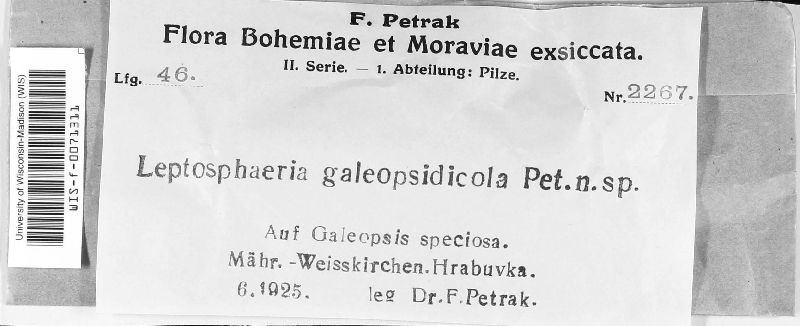 F. Petrak
Flora Bohemiae et Moraviae exsiccata.
II. Serie. — 1. Abteilung: Pilze.
Lfg. 46.
Nr. 2267.
Leptosphaeria galeopsidicola Pet.n.sp.
Auf Galeopsis speciosa.
Mähr.-Weisskirchen.Hrabuvka.
6.1925. leg Dr.F.Petrak.
University of Wisconsin-Madison (WIS)
WIS-f-0071311